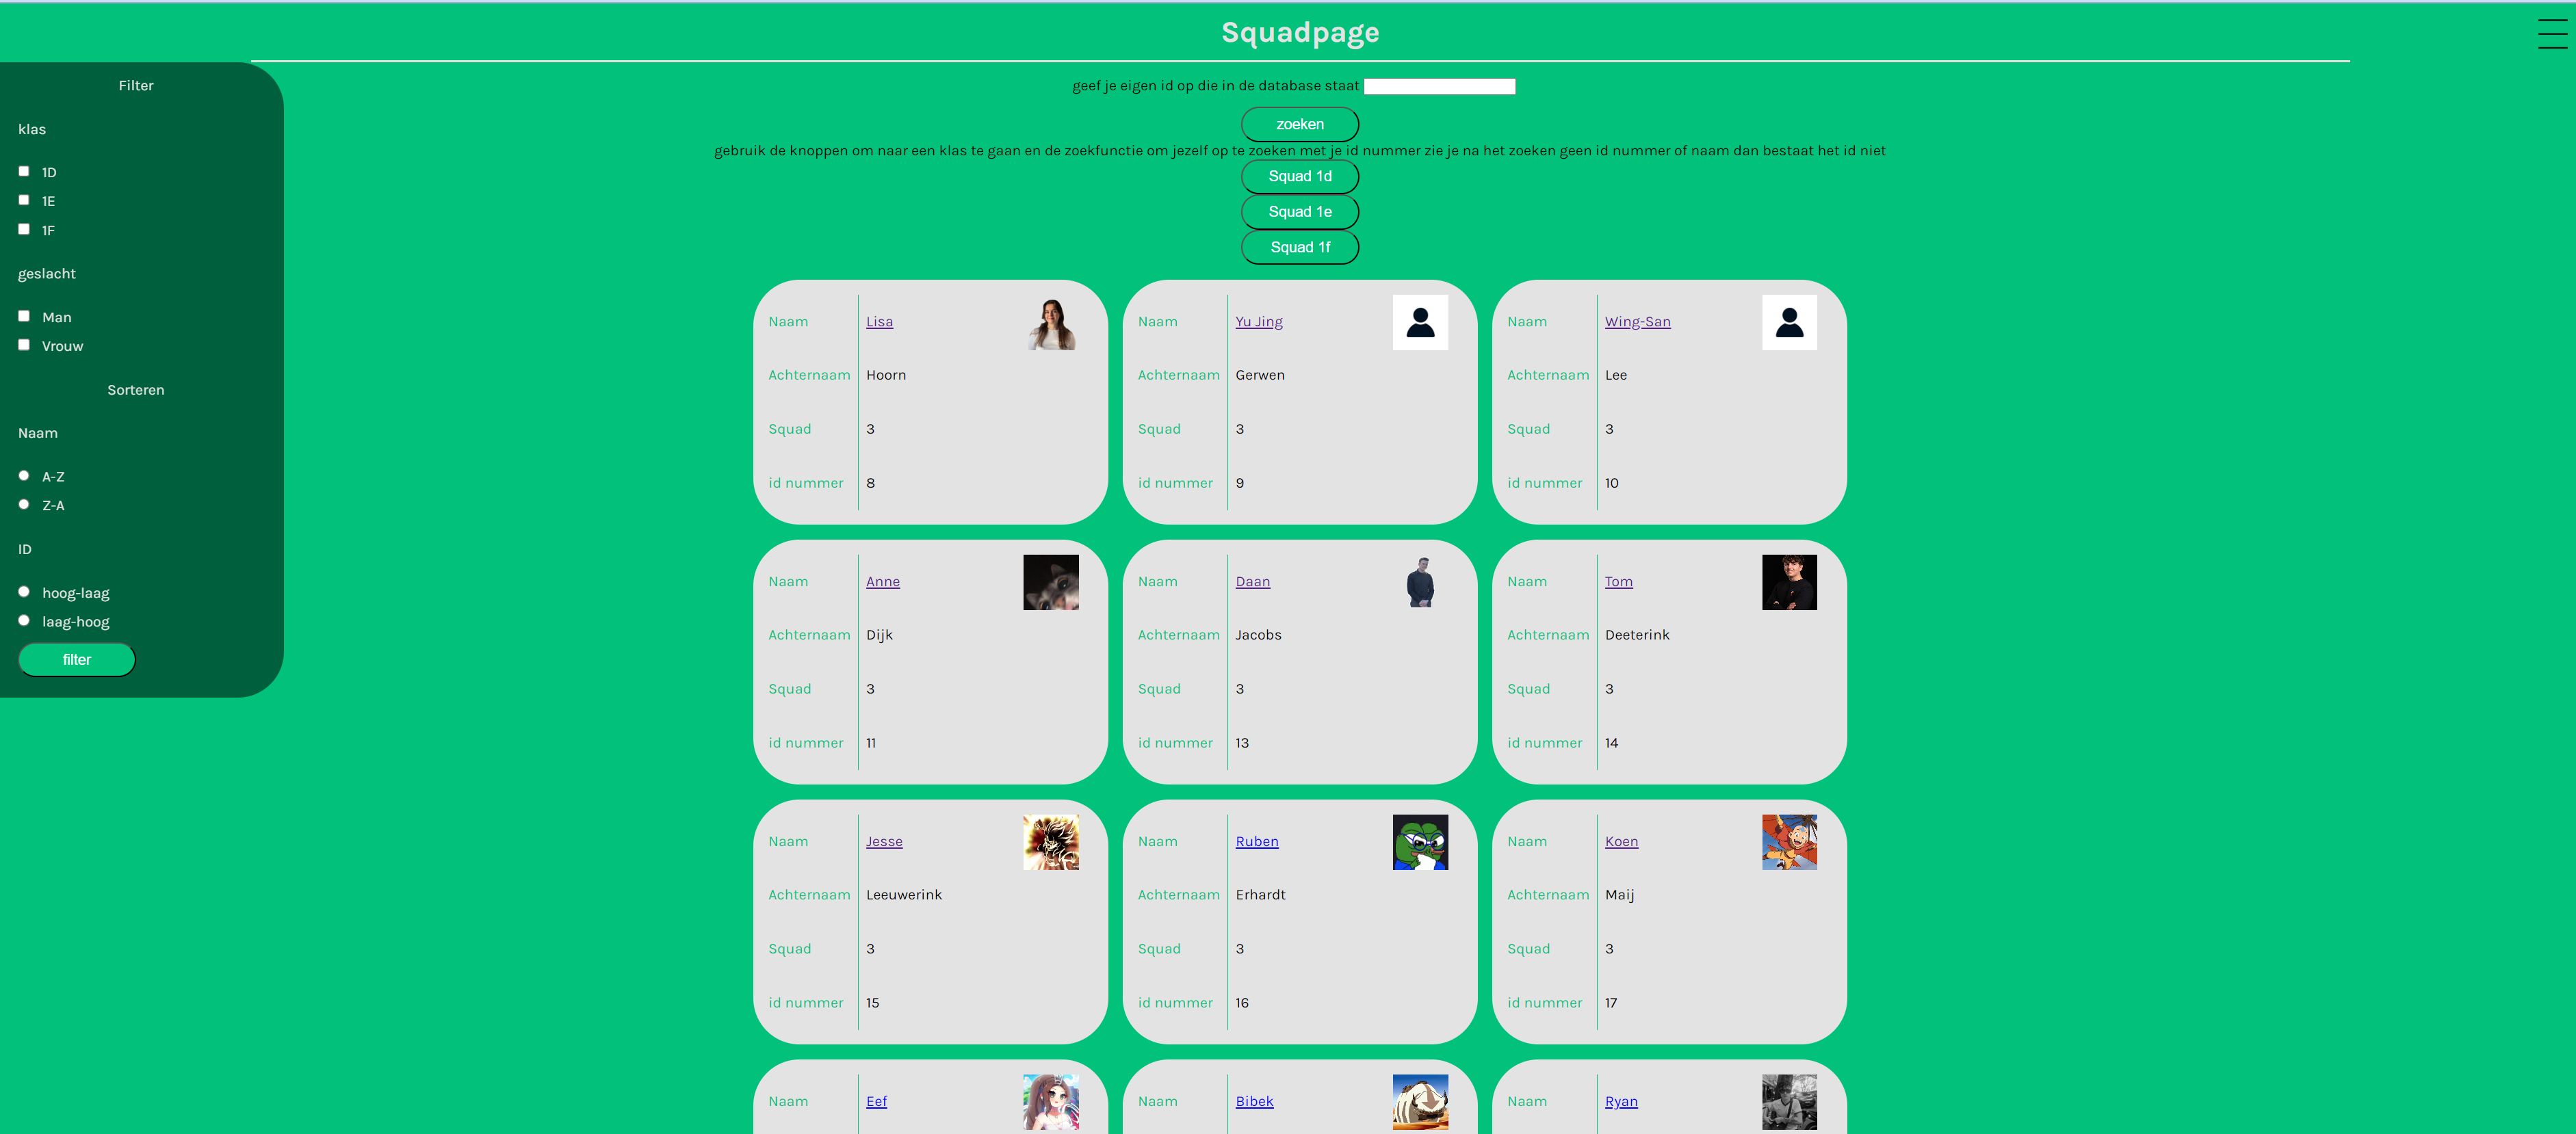 Squadpage
Filter
klas
1D
1E
1F
geslacht
Man
Vrouw
Sorteren
Naam
A-Z
Z-A
ID
hoog-laag
laag-hoog
filter
geef je eigen id op die in de database staat
zoeken
gebruik de knoppen om naar een klas te gaan en de zoekfunctie om jezelf op te zoeken met je id nummer zie je na het zoeken geen id nummer of naam dan bestaat het id niet
Squad 1d
Squad 1e
Squad 1f
Naam Lisa
Achternaam Hoorn
Squad 3
id nummer 8
Naam Yu Jing
Achternaam Gerwen
Squad 3
id nummer 9
Naam Wing-San
Achternaam Lee
Squad 3
id nummer 10
Naam Anne
Achternaam Dijk
Squad 3
id nummer 11
Naam Daan
Achternaam Jacobs
Squad 3
id nummer 13
Naam Tom
Achternaam Deeterink
Squad 3
id nummer 14
Naam Jesse
Achternaam Leeuwerink
Squad 3
id nummer 15
Naam Ruben
Achternaam Erhardt
Squad 3
id nummer 16
Naam Koen
Achternaam Maij
Squad 3
id nummer 17
Naam Eef
Naam Bibek
Naam Ryan